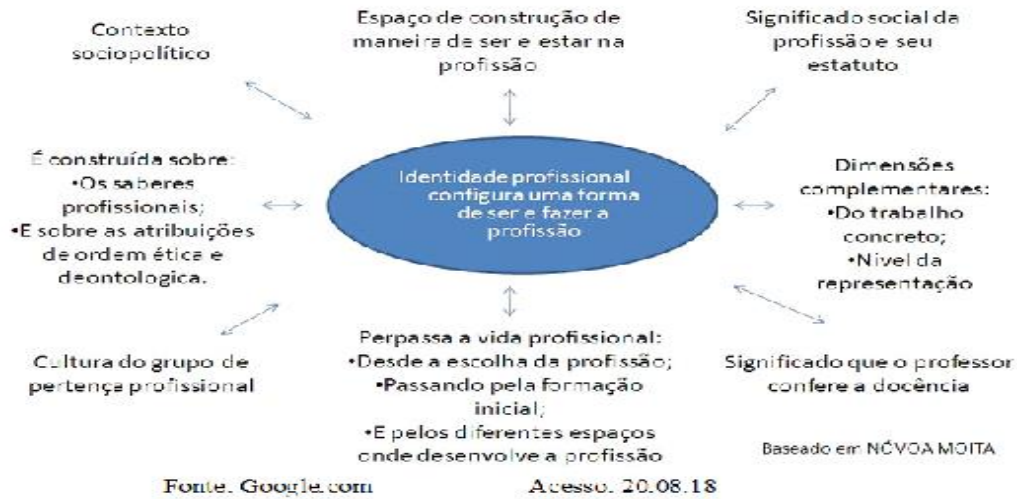 Contexto
sociopolítico
Espaço de construção de
maneira de ser e estar na
profissão
Significado social da
profissão e seu
estatuto
É construída sobre:
•Os saberes
profissionais;
•E sobre as atribuições
de ordem ética e
deontologica.
Identidade profissional
configura uma forma
de ser e fazer a
profissão
Dimensões
complementares:
•Do trabalho
concreto;
•Nivel da
representação
Cultura do grupo de
pertença profissional
Perpassa a vida profissional:
•Desde a escolha da profissão;
•Passando pela formação
inicial;
•E pelos diferentes espaços
onde desenvolve a profissão
Significado que o professor
confere a docência
Baseado em NÓVOA MOITA
Fonte. Google.com Acesso. 20.08.18